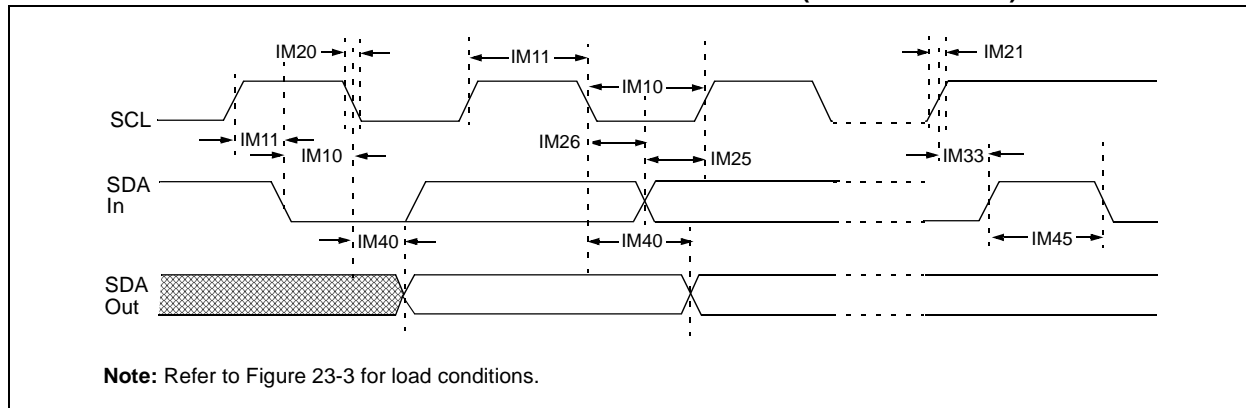 IM20
IM11
IM21
IM10
SCL
IM11
IM10
IM26
IM25
IM33
SDA
In
IM40
IM40
IM45
SDA
Out
Note: Refer to Figure 23-3 for load conditions.